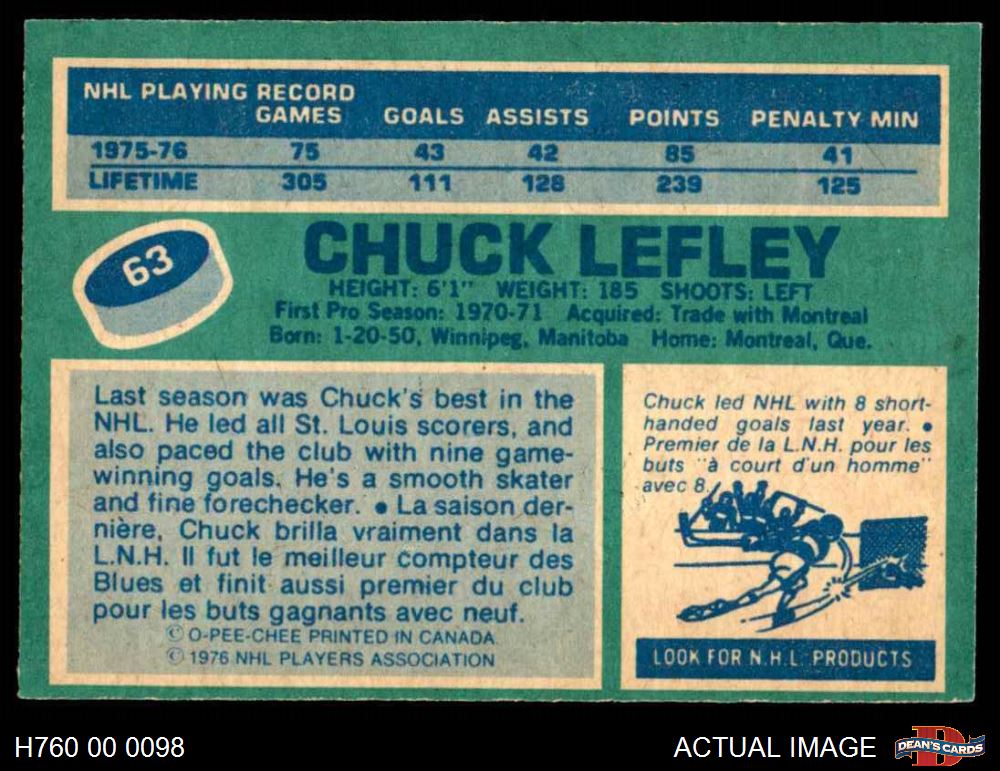 NHL PLAYING RECORD
GAMES GOALS ASSISTS POINTS PENALTY MIN
1975-76 75 43 42 85 41
LIFETIME 305 111 128 239 125
63
CHUCK LEFLEY
HEIGHT: 6'1" WEIGHT: 185 SHOOTS: LEFT
First Pro Season: 1970-71 Acquired: Trade with Montreal
Born: 1-20-50, Winnipeg, Manitoba Home: Montreal, Que.
Last season was Chuck's best in the
NHL. He led all St. Louis scorers, and
also paced the club with nine game-
winning goals. He's a smooth skater
and fine forechecker. • La saison der-
nière, Chuck brilla vraiment dans la
L.N.H. Il fut le meilleur compteur des
Blues et finit aussi premier du club
pour les buts gagnants avec neuf.
© O-PEE-CHEE PRINTED IN CANADA
© 1976 NHL PLAYERS ASSOCIATION
Chuck led NHL with 8 short-
handed goals last year. •
Premier de la L.N.H. pour les
buts "à court d'un homme"
avec 8.
LOOK FOR N.H.L. PRODUCTS
H760 00 0098
ACTUAL IMAGE
DEAN'S CARDS